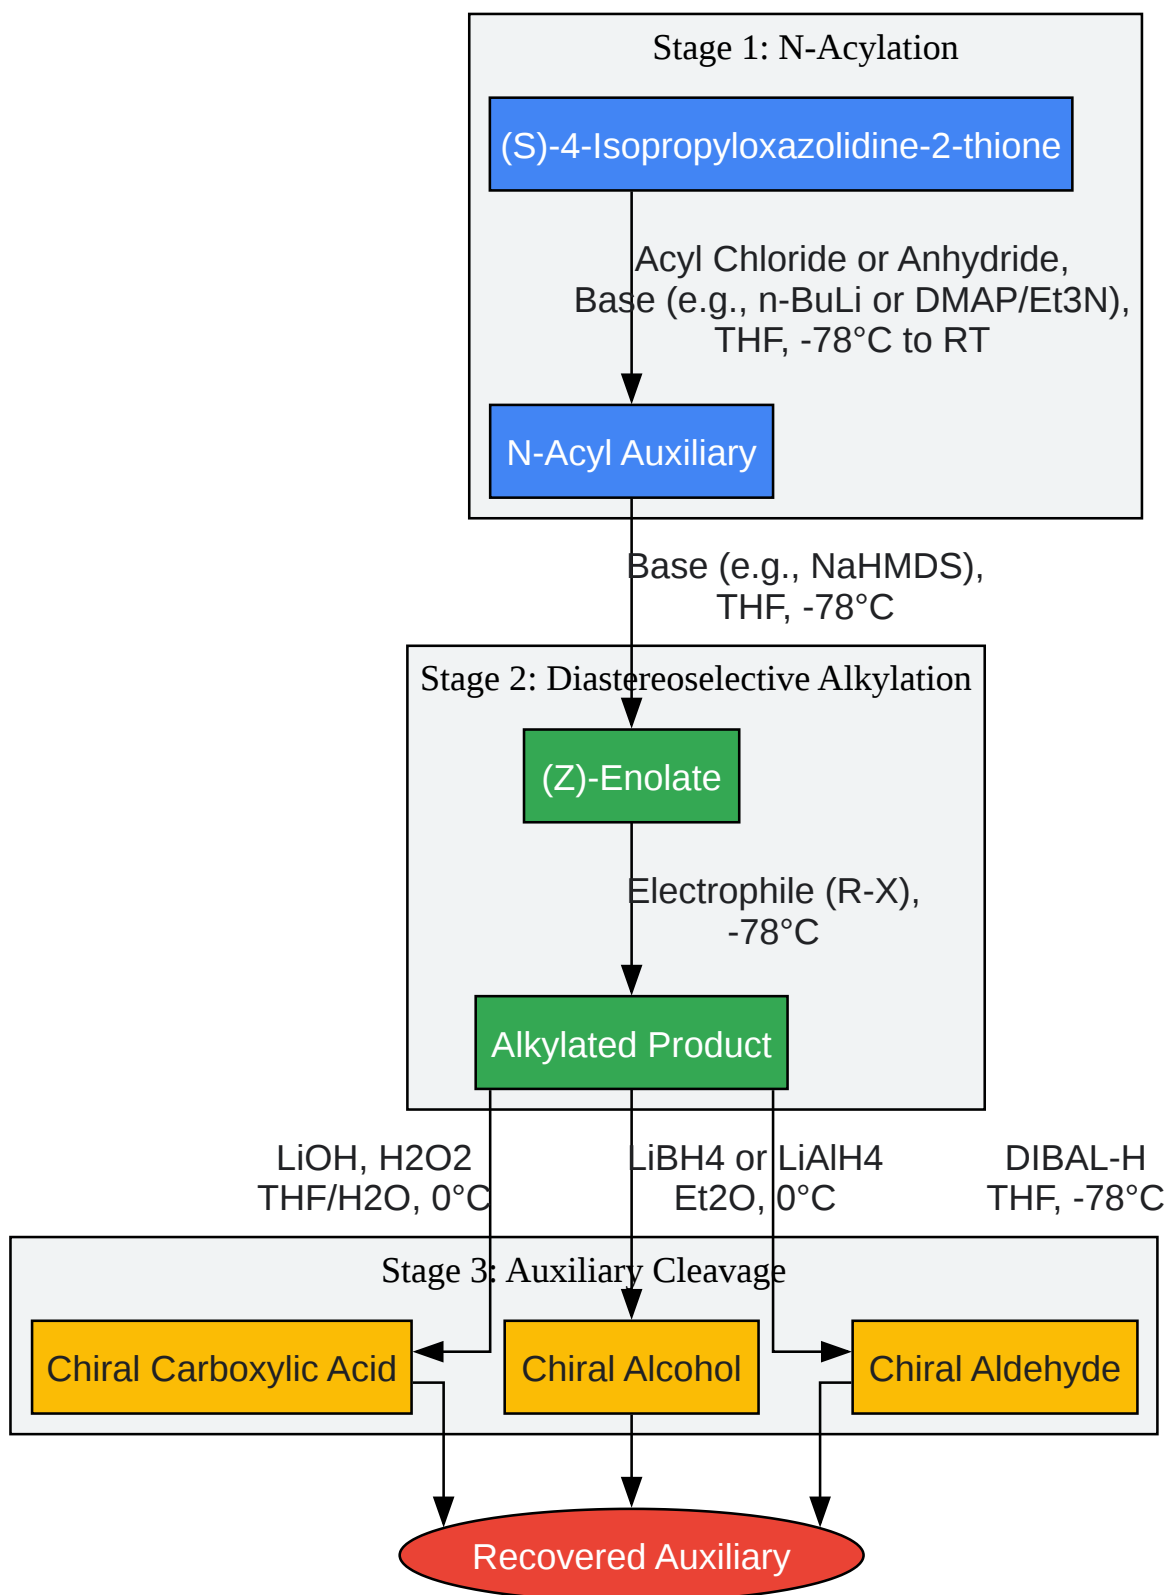 Stage 1: N-Acylation
(S)-4-Isopropyloxazolidine-2-thione
Acyl Chloride or Anhydride,
Base (e.g., n-BuLi or DMAP/Et3N),
THF, -78°C to RT
N-Acyl Auxiliary
Base (e.g., NaHMDS),
THF, -78°C
Stage 2: Diastereoselective Alkylation
(Z)-Enolate
Electrophile (R-X),
-78°C
Alkylated Product
LiOH, H2O2
THF/H2O, 0°C
LiBH4 or LiAlH4
Et2O, 0°C
DIBAL-H
THF, -78°C
Stage 3: Auxiliary Cleavage
Chiral Carboxylic Acid
Chiral Alcohol
Chiral Aldehyde
Recovered Auxiliary